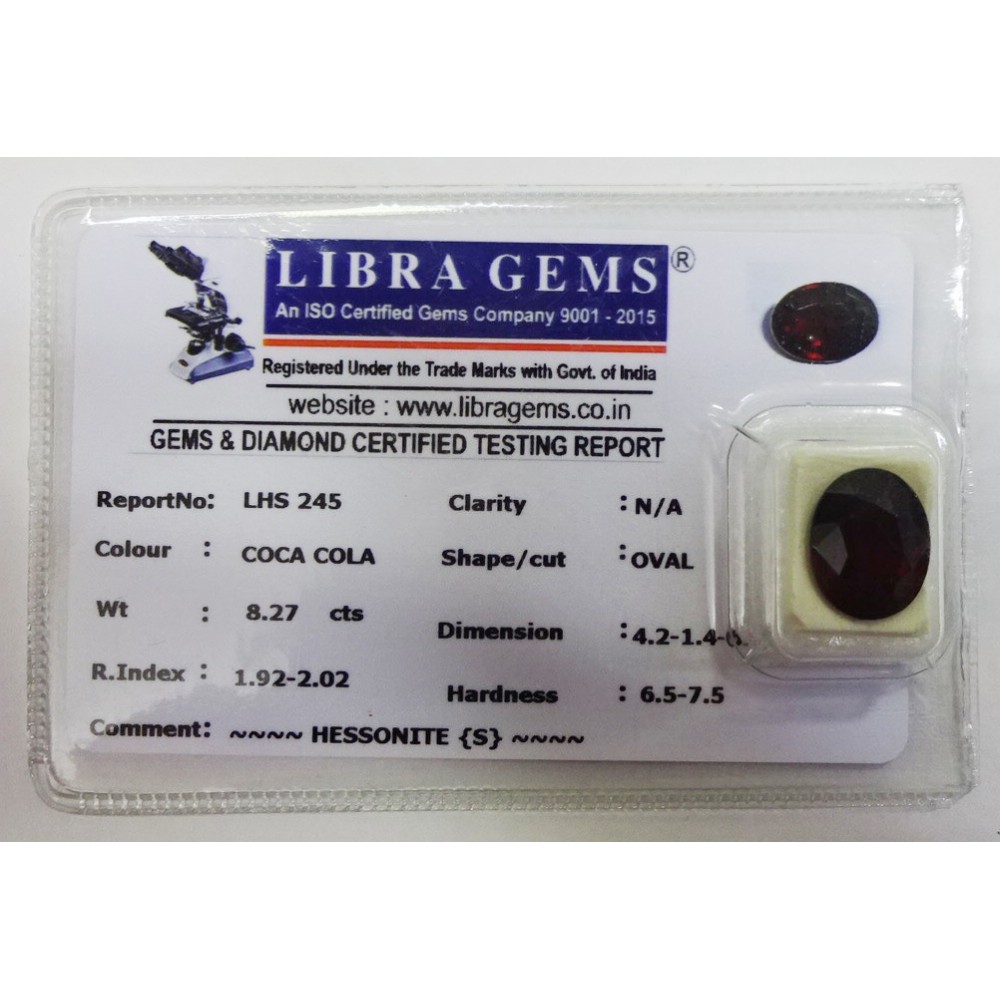 LIBRA GEMS ®
An ISO Certified Gems Company 9001 - 2015
Registered Under the Trade Marks with Govt. of India
website : www.libragems.co.in
GEMS & DIAMOND CERTIFIED TESTING REPORT
ReportNo: LHS 245
Colour : COCA COLA
Wt : 8.27 cts
R.Index : 1.92-2.02
Clarity : N/A
Shape/cut : OVAL
Dimension : 4.2-1.4-
Hardness : 6.5-7.5
Comment: ~~~~ HESSONITE {S} ~~~~